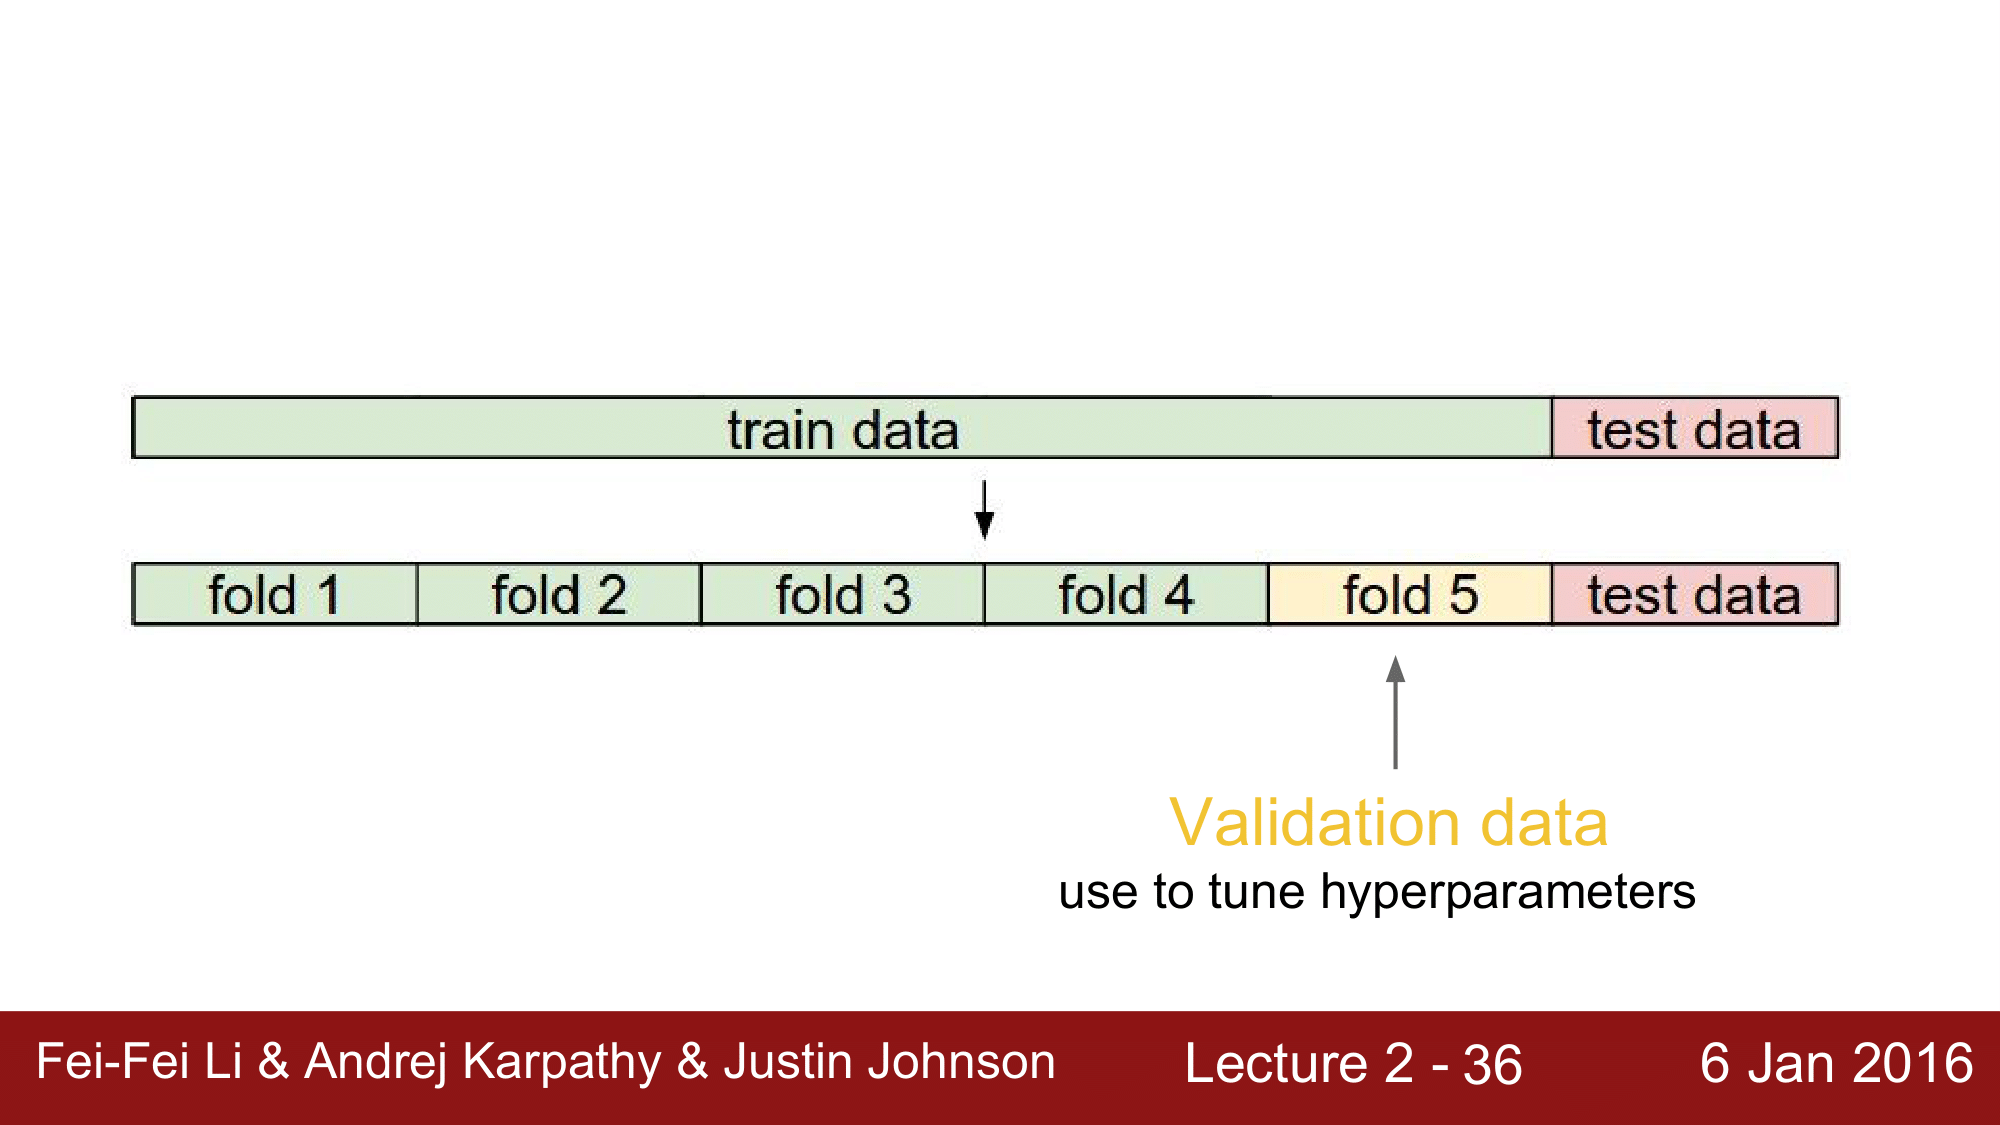 train data test data
fold 1 fold 2 fold 3 fold 4 fold 5 test data
Validation data
use to tune hyperparameters
Fei-Fei Li & Andrej Karpathy & Justin Johnson Lecture 2 - 36 6 Jan 2016